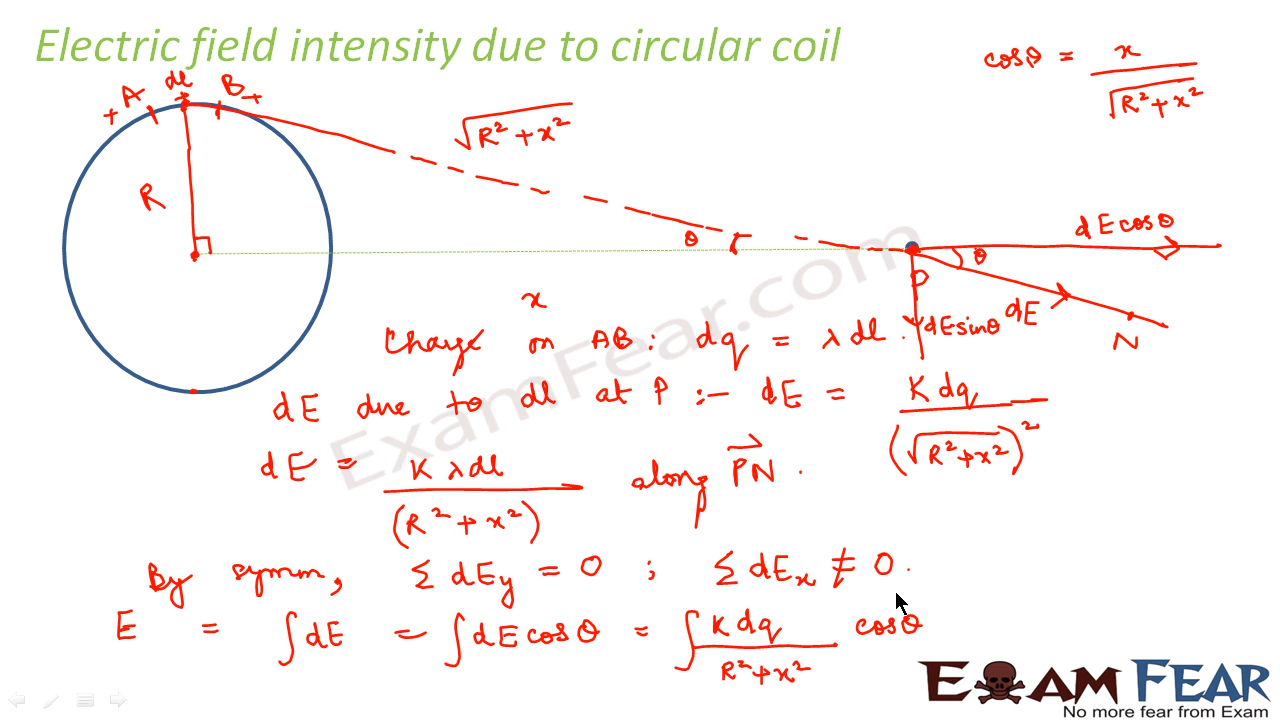 Electric field intensity due to circular coil
cosθ = x / √(R² + x²)
+ A dl B +
√(R² + x²)
R
θ
dE cosθ
θ
P
dE sinθ
dE
N
x
Charge on AB : dq = λ dl .
dE due to dl at P :- dE = K dq / (√(R² + x²))²
dE = K λ dl / (R² + x²) along PN⃗ .
By symm, Σ dEy = 0 ; Σ dEx ≠ 0 .
E = ∫ dE = ∫ dE cosθ = ∫ K dq / R² + x² cosθ
ExamFear.com
EXAM FEAR
No more fear from Exam